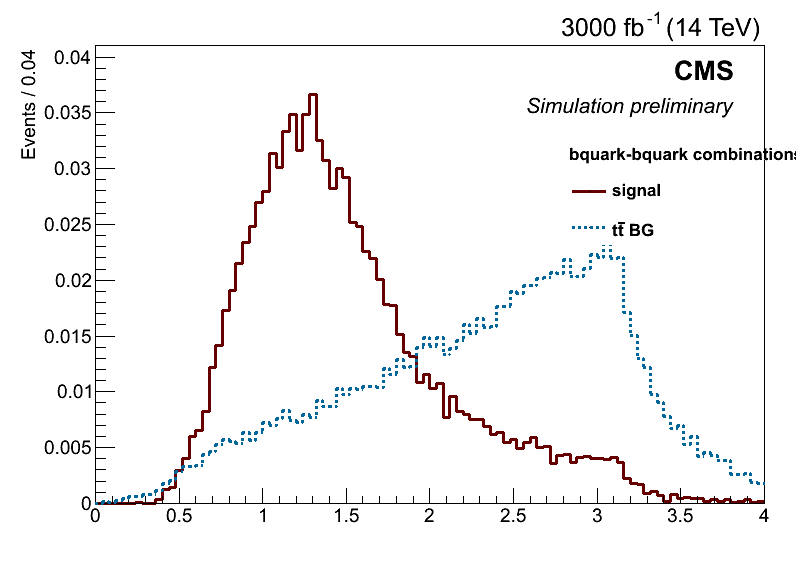 3000 fb⁻¹ (14 TeV)
Events / 0.04
CMS
Simulation preliminary
bquark-bquark combinations
signal
tt̄ BG
0.04
0.035
0.03
0.025
0.02
0.015
0.01
0.005
0
0 0.5 1 1.5 2 2.5 3 3.5 4